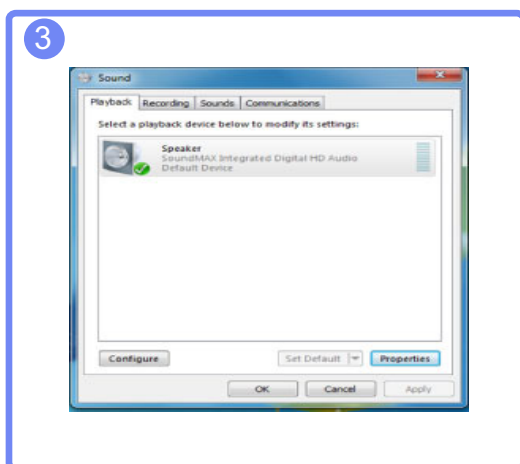 3
Sound
Playback Recording Sounds Communications
Select a playback device below to modify its settings:
Speaker
SoundMAX Integrated Digital HD Audio
Default Device
Configure Set Default Properties
OK Cancel Apply